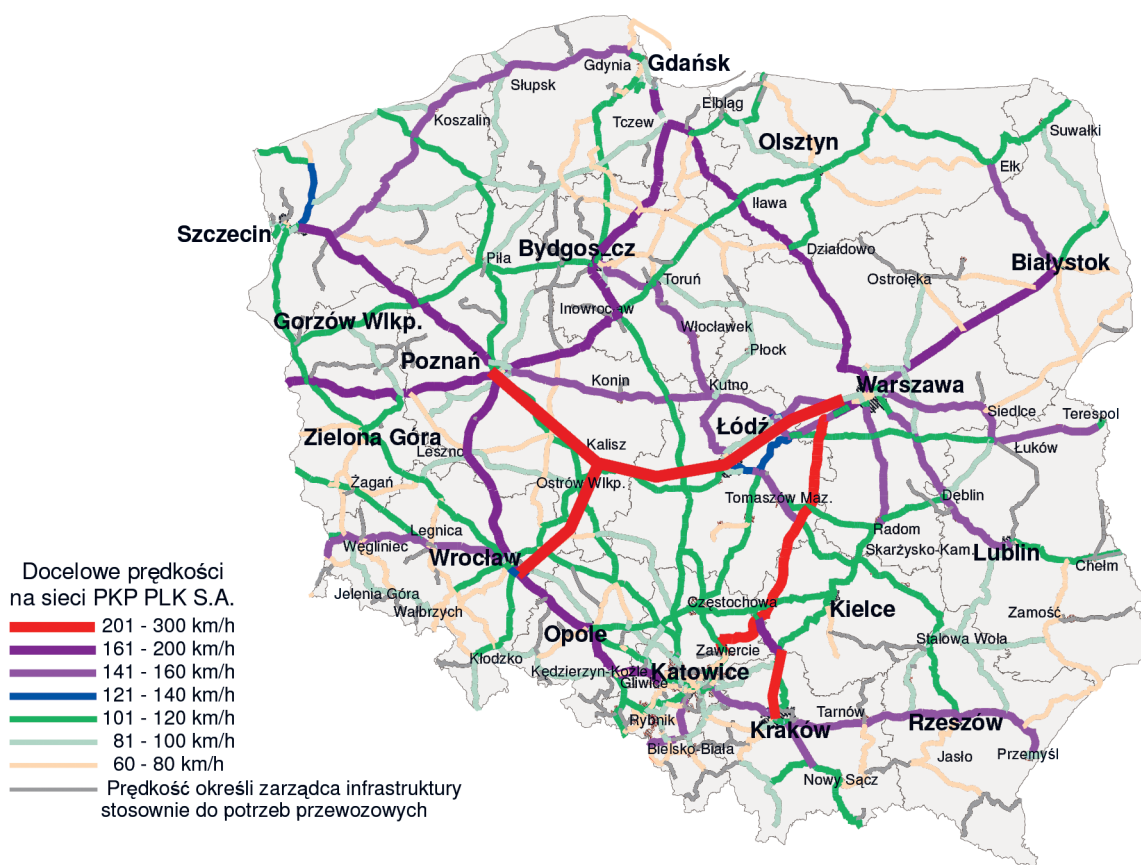 Gdańsk
Gdynia
Słupsk
Elbląg
Koszalin
Tczew
Suwałki
Olsztyn
Ełk
Iława
Szczecin
Bydgoszcz
Działdowo
Piła
Białystok
Toruń
Ostrołęka
Inowrocław
Gorzów Wlkp.
Włocławek
Płock
Poznań
Konin
Kutno
Warszawa
Siedlce
Terespol
Łódź
Zielona Góra
Kalisz
Leszno
Łuków
Żagań
Ostrów Wlkp.
Tomaszów Maz.
Dęblin
Legnica
Radom
Węgliniec
Wrocław
Skarżysko-Kam.
Lublin
Chełm
Jelenia Góra
Wałbrzych
Częstochowa
Kielce
Zamość
Opole
Stalowa Wola
Kłodzko
Zawiercie
Kędzierzyn-Koźle
Katowice
Gliwice
Rybnik
Tarnów
Rzeszów
Kraków
Bielsko-Biała
Jasło
Przemyśl
Nowy Sącz
Docelowe prędkości
na sieci PKP PLK S.A.
201 - 300 km/h
161 - 200 km/h
141 - 160 km/h
121 - 140 km/h
101 - 120 km/h
81 - 100 km/h
60 - 80 km/h
Prędkość określi zarządca infrastruktury
stosownie do potrzeb przewozowych